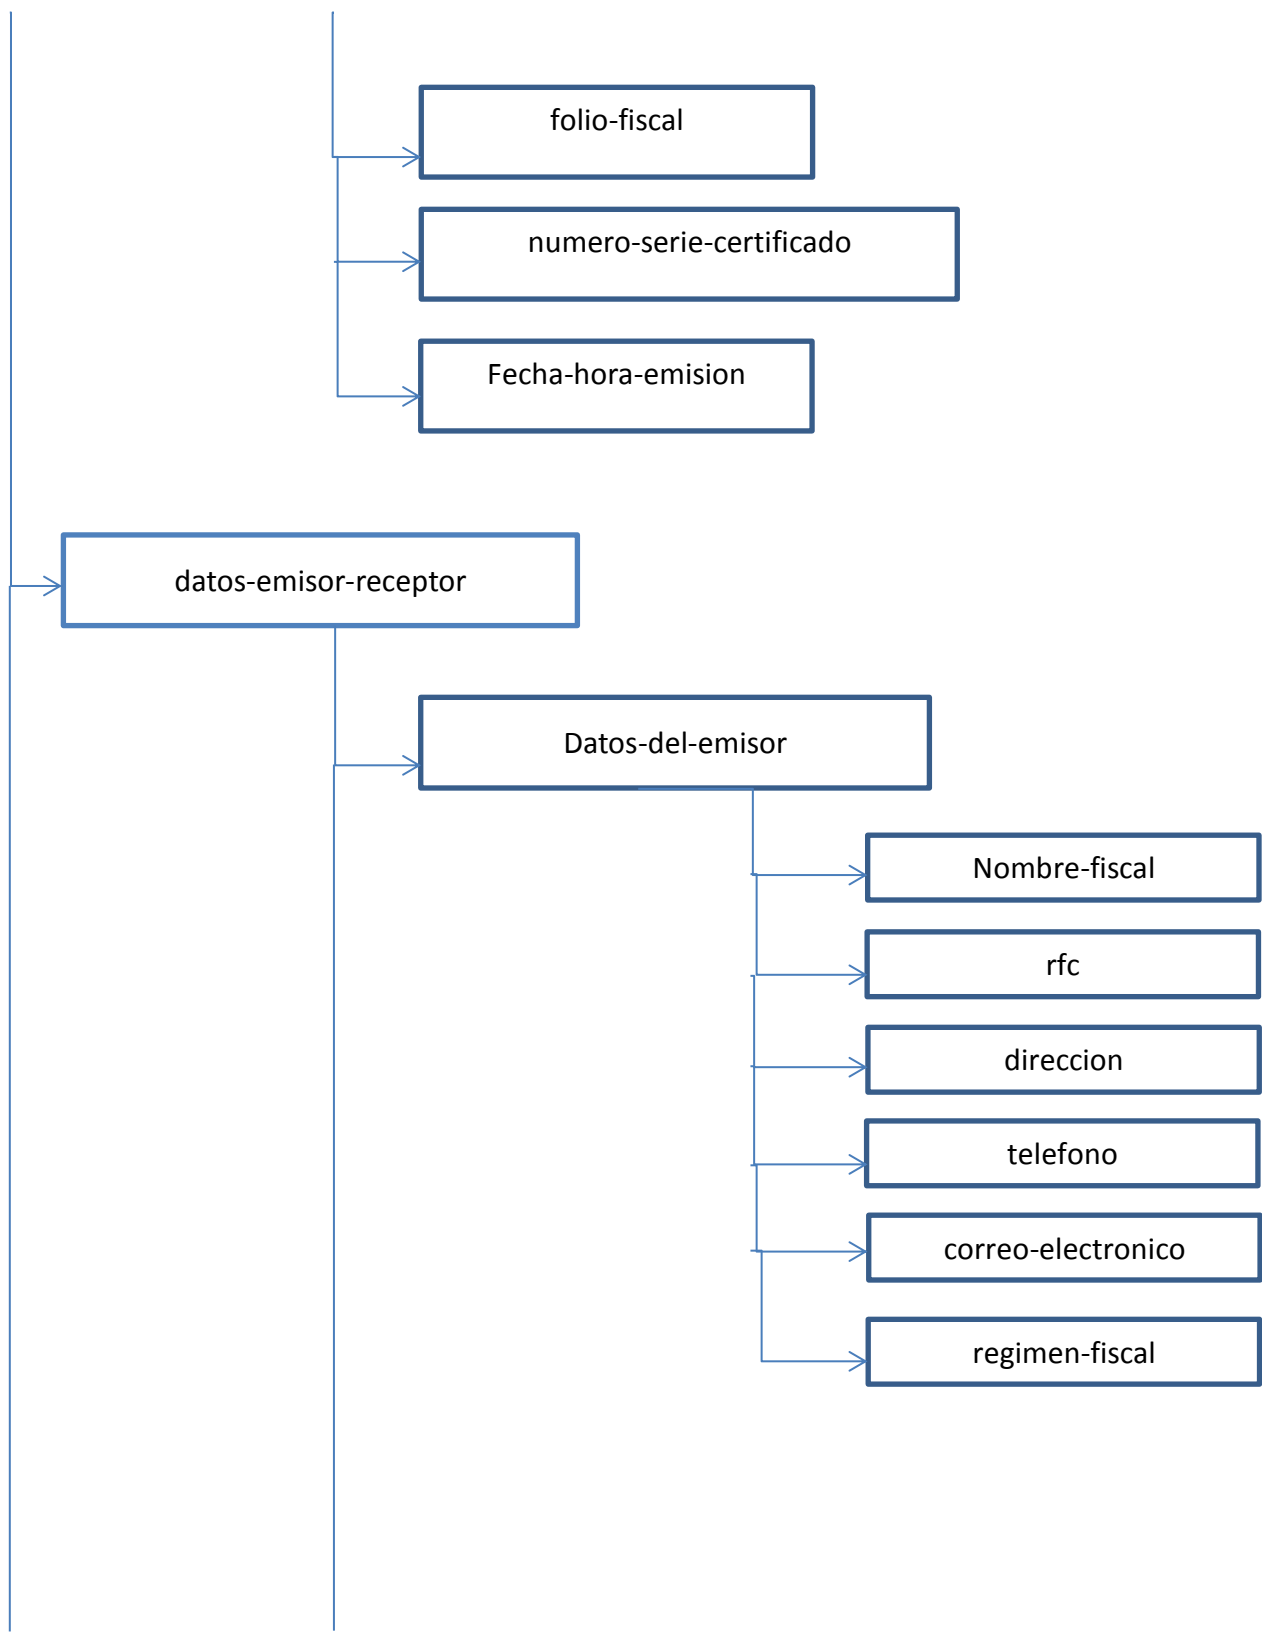 folio-fiscal
numero-serie-certificado
Fecha-hora-emision
datos-emisor-receptor
Datos-del-emisor
Nombre-fiscal
rfc
direccion
telefono
correo-electronico
regimen-fiscal